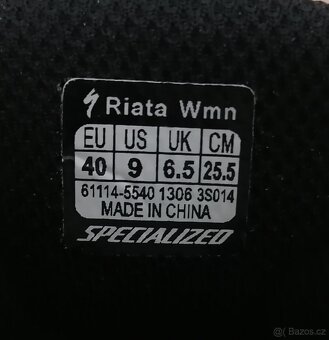 Riata Wmn
EU US UK CM
40 9 6.5 25.5
61114-5540 1306 3S014
MADE IN CHINA
SPECIALIZED
© Bazos.cz